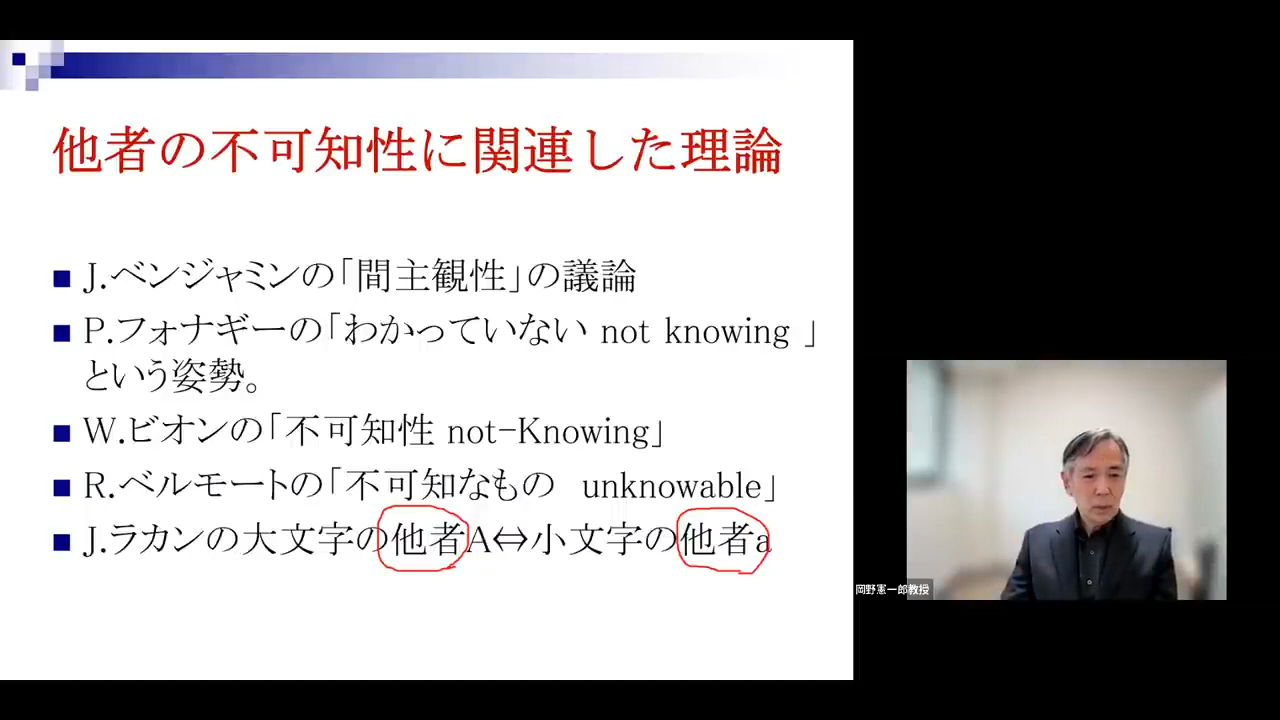 他者の不可知性に関連した理論
J.ベンジャミンの「間主観性」の議論
P.フォナギーの「わかっていない not knowing 」
という姿勢。
W.ビオンの「不可知性 not-Knowing」
R.ベルモートの「不可知なもの　unknowable」
J.ラカンの大文字の他者A⇔小文字の他者a
岡野憲一郎教授